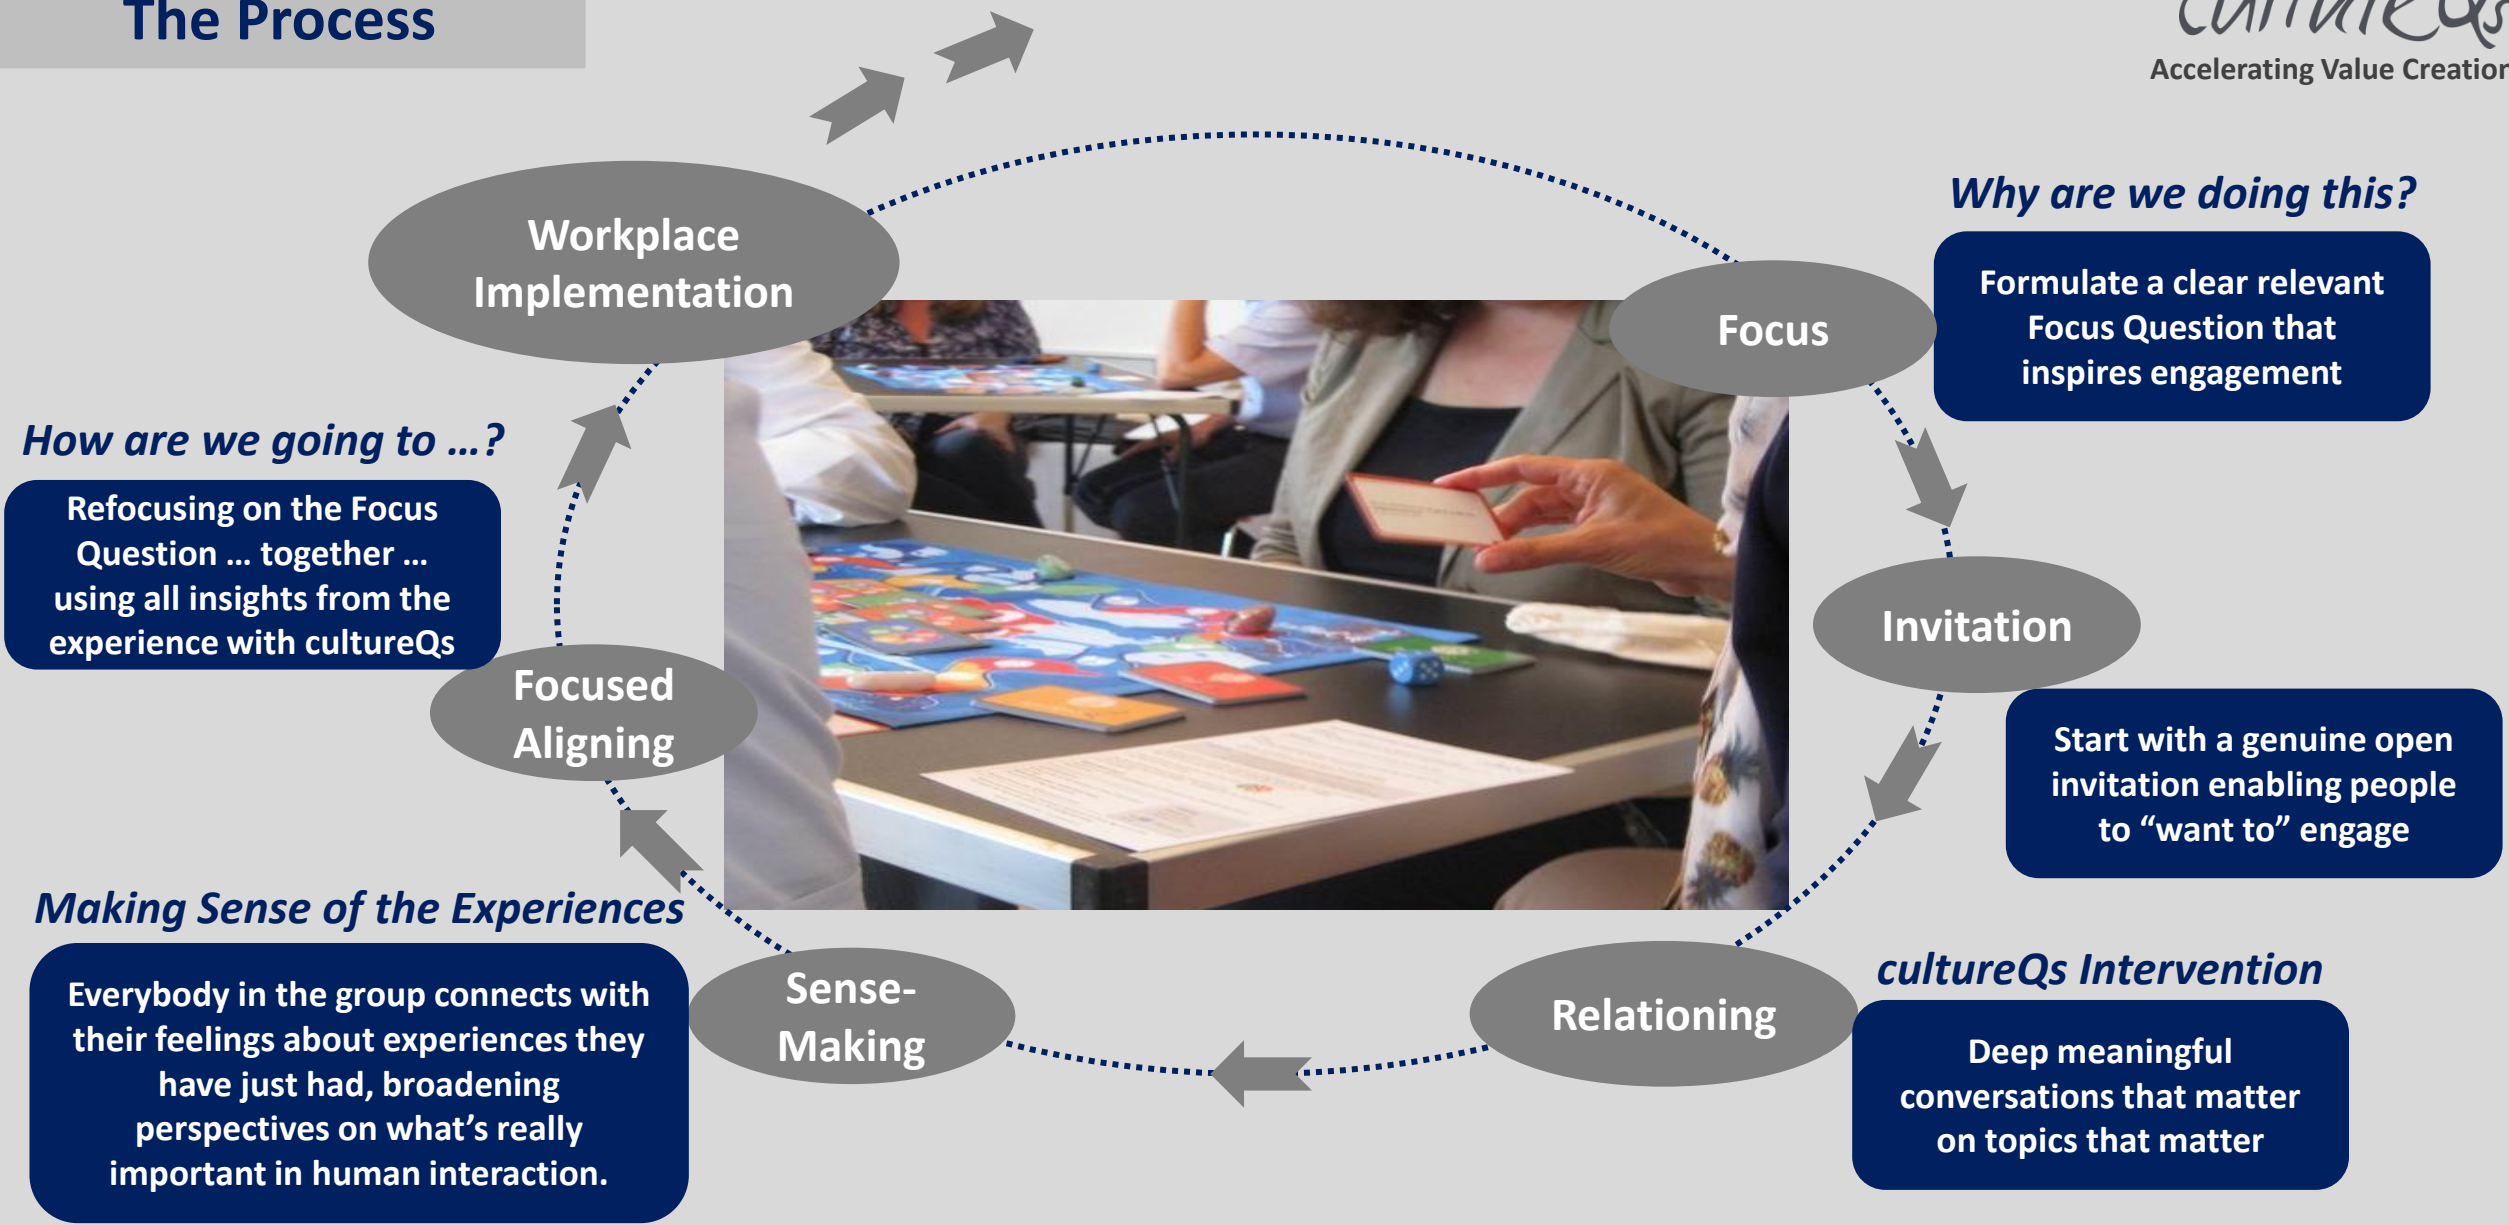 The Process
cultureQs
Accelerating Value Creation
Workplace
Implementation
Why are we doing this?
Focus
Formulate a clear relevant
Focus Question that
inspires engagement
Invitation
Start with a genuine open
invitation enabling people
to “want to” engage
cultureQs Intervention
Relationing
Deep meaningful
conversations that matter
on topics that matter
Sense-
Making
Making Sense of the Experiences
Everybody in the group connects with
their feelings about experiences they
have just had, broadening
perspectives on what’s really
important in human interaction.
How are we going to ...?
Refocusing on the Focus
Question ... together ...
using all insights from the
experience with cultureQs
Focused
Aligning